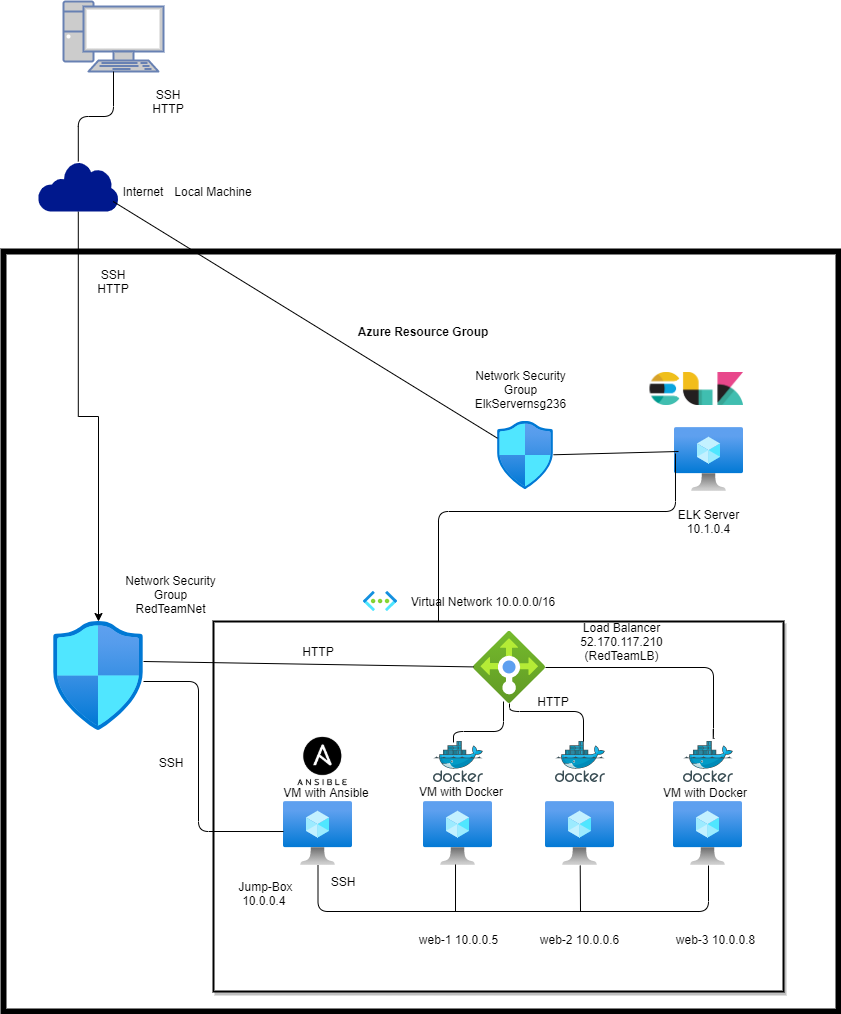 SSH
HTTP
Internet Local Machine
SSH
HTTP
Azure Resource Group
Network Security
Group
ElkServernsg236
ELK
ELK Server
10.1.0.4
Network Security
Group
RedTeamNet
Virtual Network 10.0.0.0/16
Load Balancer
52.170.117.210
(RedTeamLB)
HTTP
HTTP
SSH
ANSIBLE
VM with Ansible
docker
VM with Docker
docker
docker
VM with Docker
Jump-Box
10.0.0.4
SSH
web-1 10.0.0.5
web-2 10.0.0.6
web-3 10.0.0.8